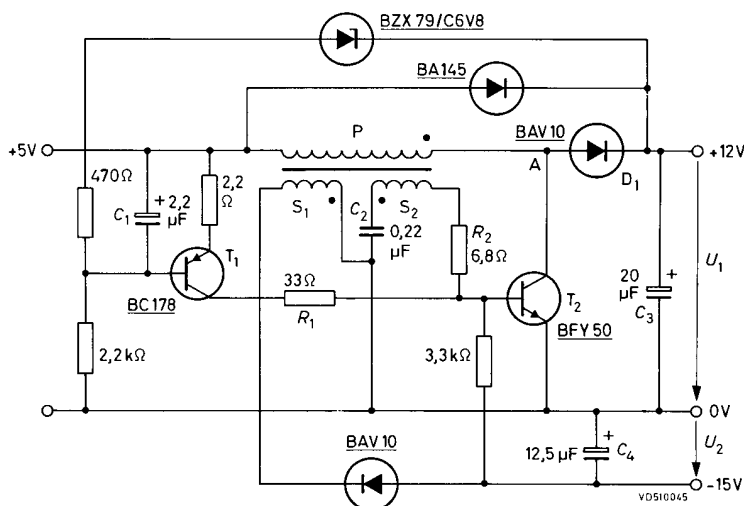 BZX 79/C6V8
BA145
BAV 10
P
+5V
A
D1
+12V
470Ω
C1
+
2,2
µF
2,2
Ω
S1
C2
S2
0,22
µF
R2
6,8Ω
T1
BC178
33Ω
R1
T2
BFY 50
20
µF
+
C3
U1
2,2kΩ
3,3kΩ
0V
BAV 10
12,5µF
+
C4
U2
-15V
VD510045